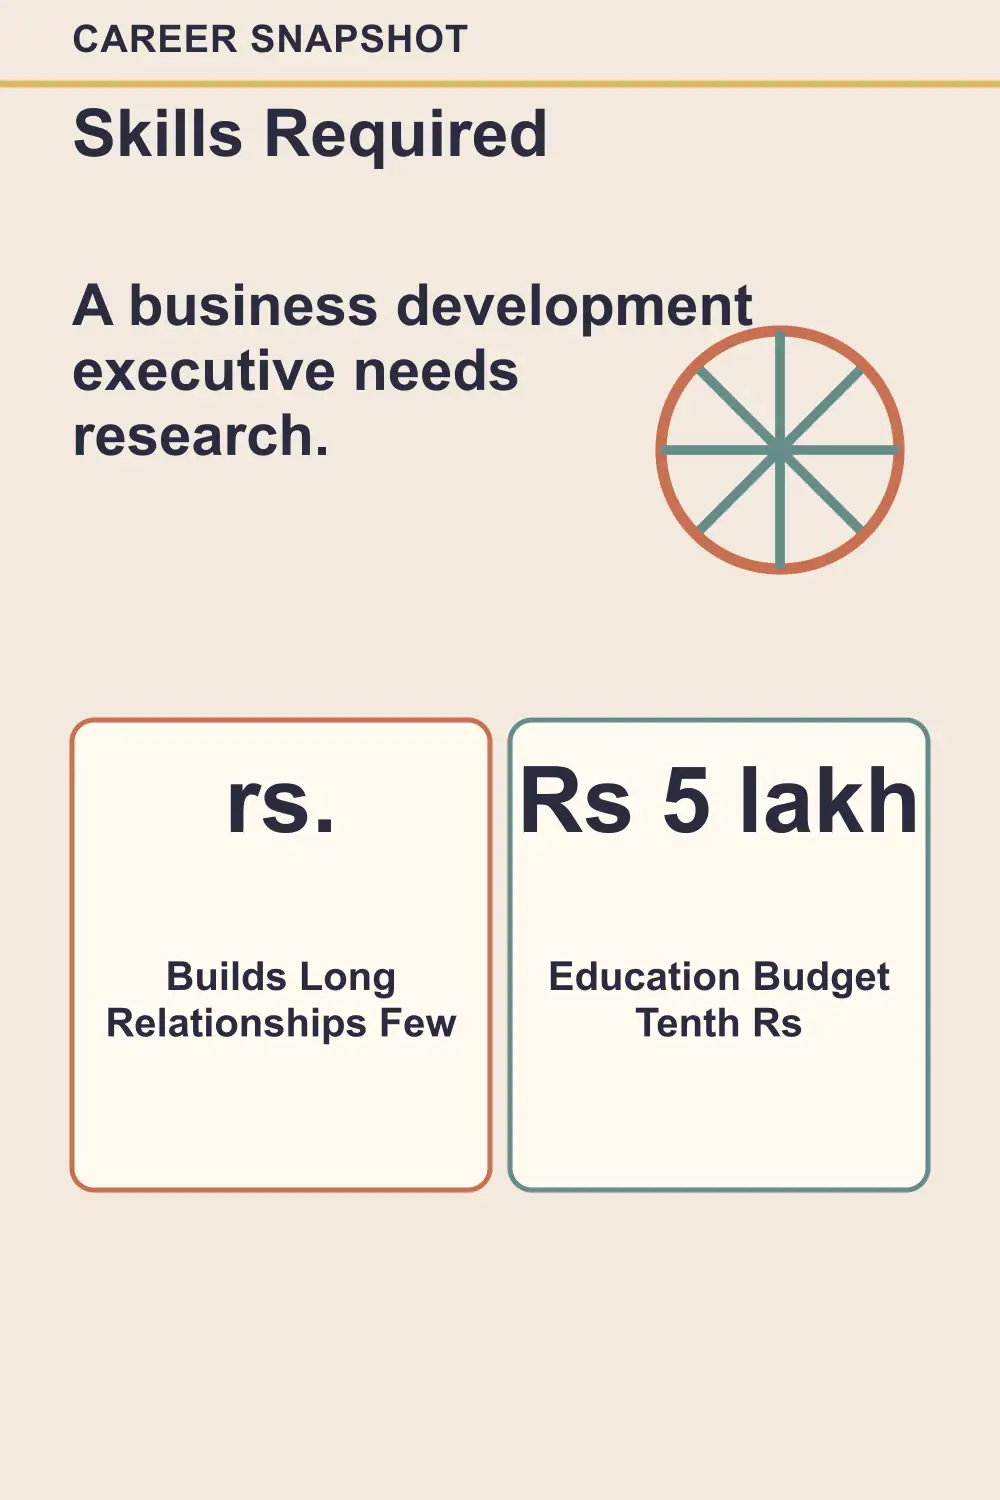 CAREER SNAPSHOT
Skills Required
A business development
executive needs
research.
rs.
Builds Long
Relationships Few
Rs 5 lakh
Education Budget
Tenth Rs